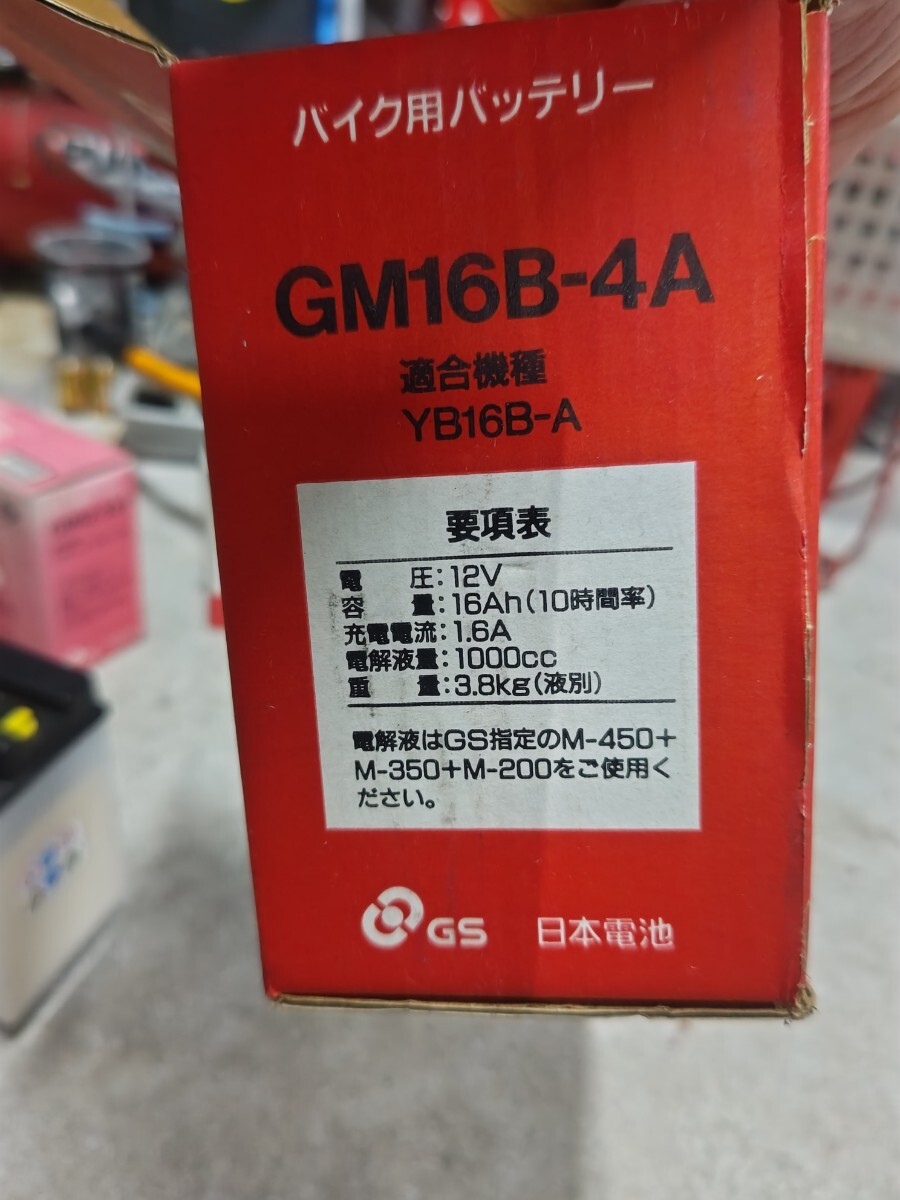 バイク用バッテリー
GM16B-4A
適合機種
YB16B-A
要項表
電　圧：12V
容　量：16Ah（10時間率）
充電電流：1.6A
電解液量：1000cc
重　量：3.8kg（液別）
電解液はGS指定のM-450＋
M-350＋M-200をご使用く
ださい。
GS 日本電池